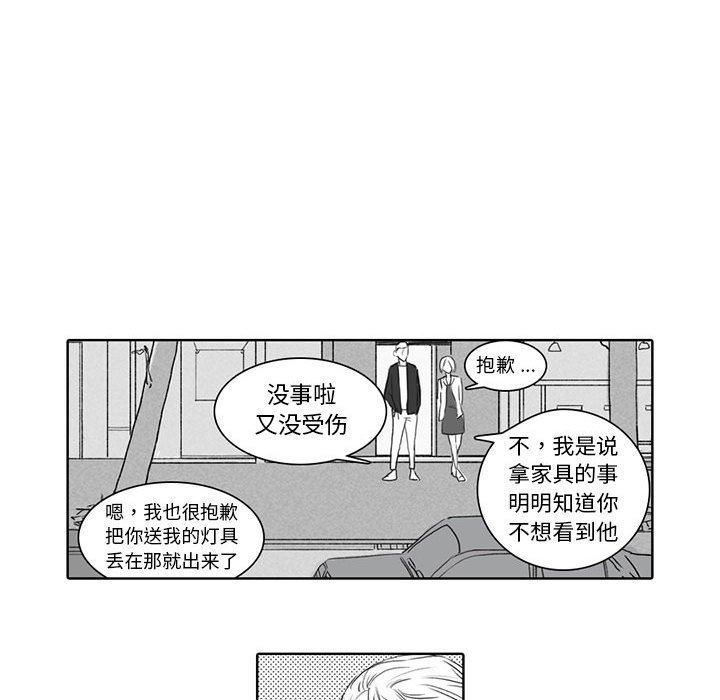 抱歉...
没事啦
又没受伤
不，我是说
拿家具的事
明明知道你
不想看到他
嗯，我也很抱歉
把你送我的灯具
丢在那就出来了